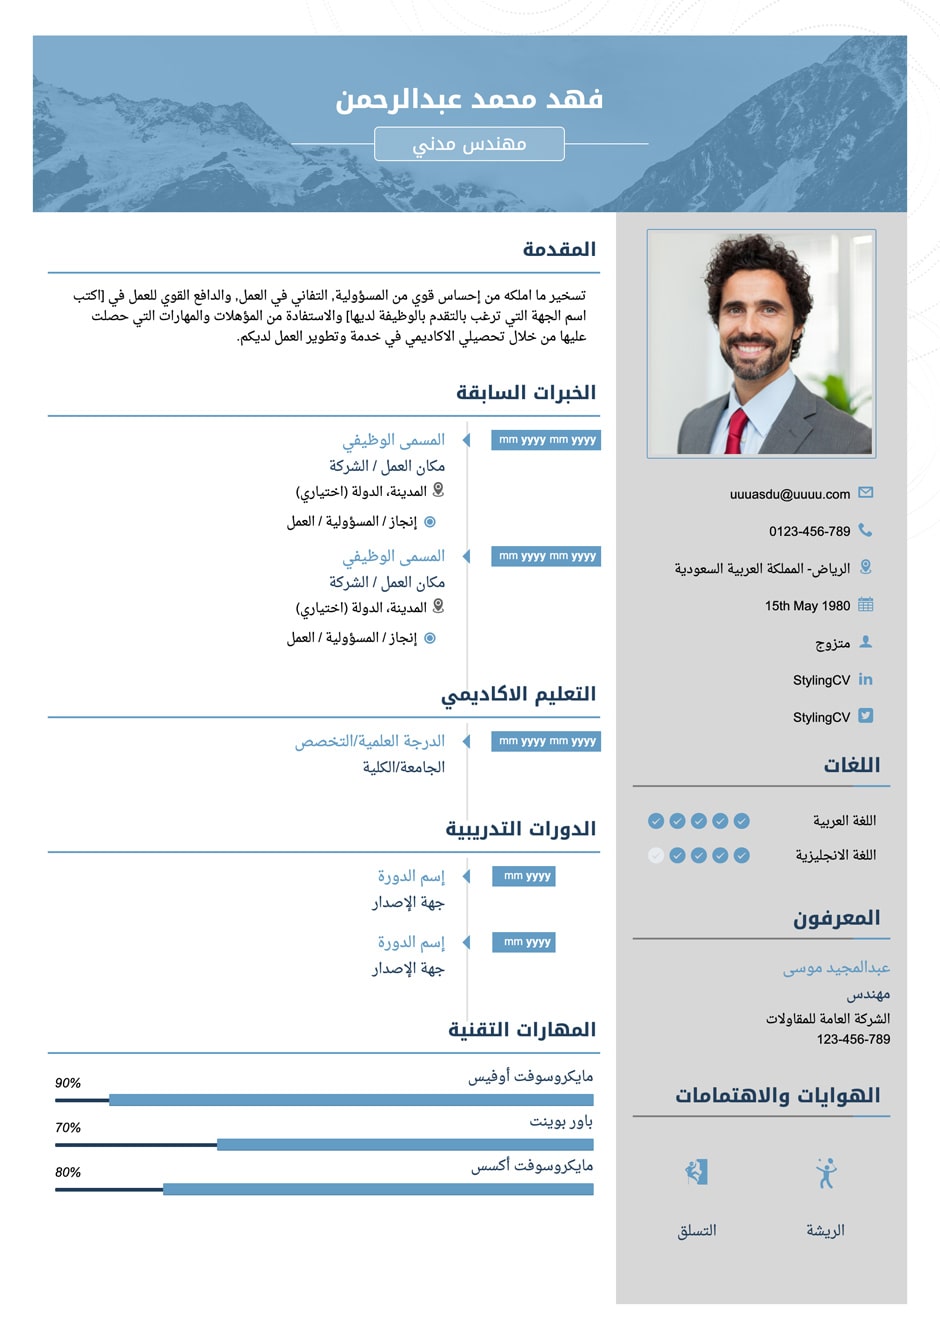 فهد محمد عبدالرحمن
مهندس مدني
uuuasdu@uuuu.com
0123-456-789
الرياض- المملكة العربية السعودية
15th May 1980
متزوج
StylingCV
StylingCV
اللغات
اللغة العربية
اللغة الانجليزية
المعرفون
عبدالمجيد موسى
مهندس
الشركة العامة للمقاولات
123-456-789
الهوايات والاهتمامات
الريشة
التسلق
المقدمة
تسخير ما املكه من إحساس قوي من المسؤولية, التفاني في العمل, والدافع القوي للعمل في [اكتب
اسم الجهة التي ترغب بالتقدم بالوظيفة لديها] والاستفادة من المؤهلات والمهارات التي حصلت
عليها من خلال تحصيلي الاكاديمي في خدمة وتطوير العمل لديكم.
الخبرات السابقة
mm yyyy mm yyyy
المسمى الوظيفي
مكان العمل / الشركة
المدينة، الدولة (اختياري)
إنجاز / المسؤولية / العمل
mm yyyy mm yyyy
المسمى الوظيفي
مكان العمل / الشركة
المدينة، الدولة (اختياري)
إنجاز / المسؤولية / العمل
التعليم الاكاديمي
mm yyyy mm yyyy
الدرجة العلمية/التخصص
الجامعة/الكلية
الدورات التدريبية
mm yyyy
إسم الدورة
جهة الإصدار
mm yyyy
إسم الدورة
جهة الإصدار
المهارات التقنية
مايكروسوفت أوفيس
90%
باور بوينت
70%
مايكروسوفت أكسس
80%